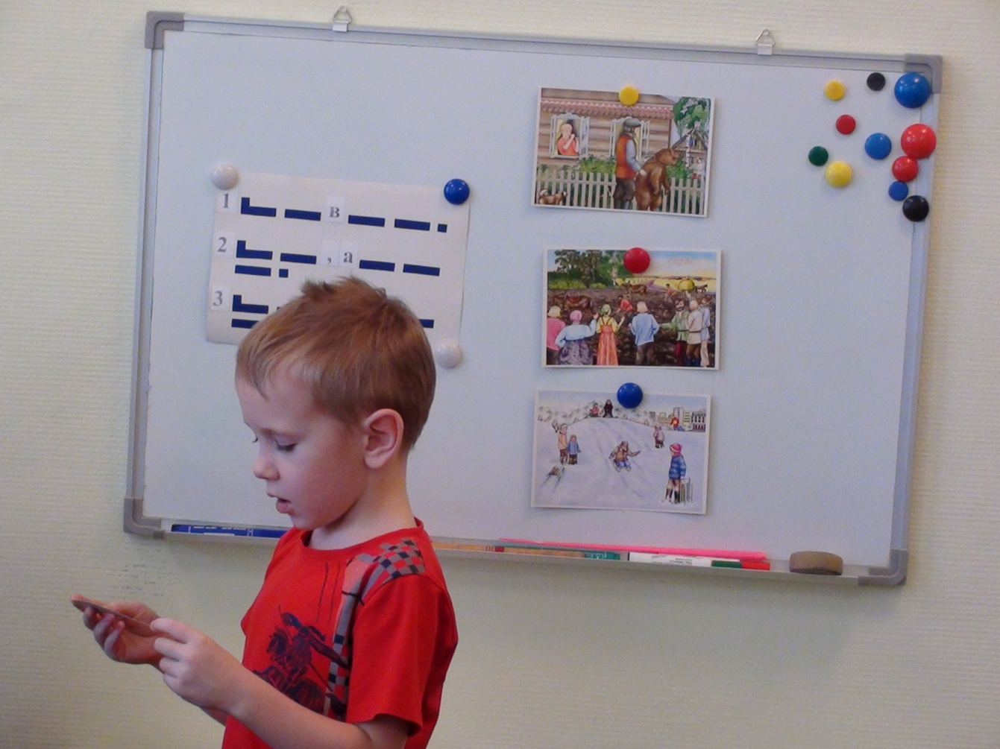 1 в .
2 , а
.
3